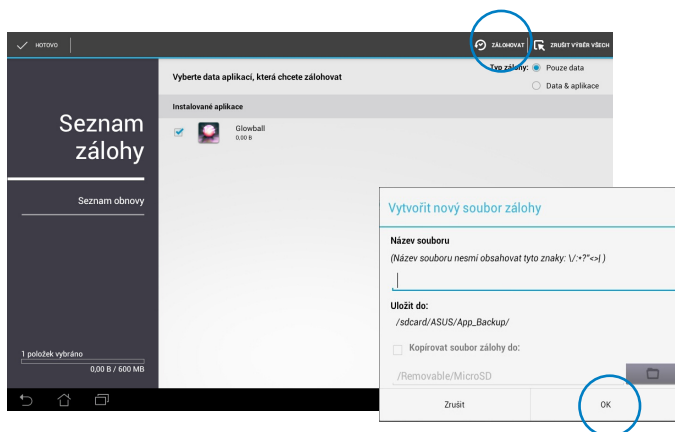 HOTOVO
ZÁLOHOVAT
ZRUŠIT VÝBĚR VŠECH
Vyberte data aplikací, která chcete zálohovat
Typ zálohy:
Pouze data
Data & aplikace
Instalované aplikace
Glowball
0,00 B
Seznam
zálohy
Seznam obnovy
1 položek vybráno
0,00 B / 600 MB
Vytvořit nový soubor zálohy
Název souboru
(Název souboru nesmí obsahovat tyto znaky: \/:*?"<>| )
Uložit do:
/sdcard/ASUS/App_Backup/
Kopírovat soubor zálohy do:
/Removable/MicroSD
Zrušit
OK